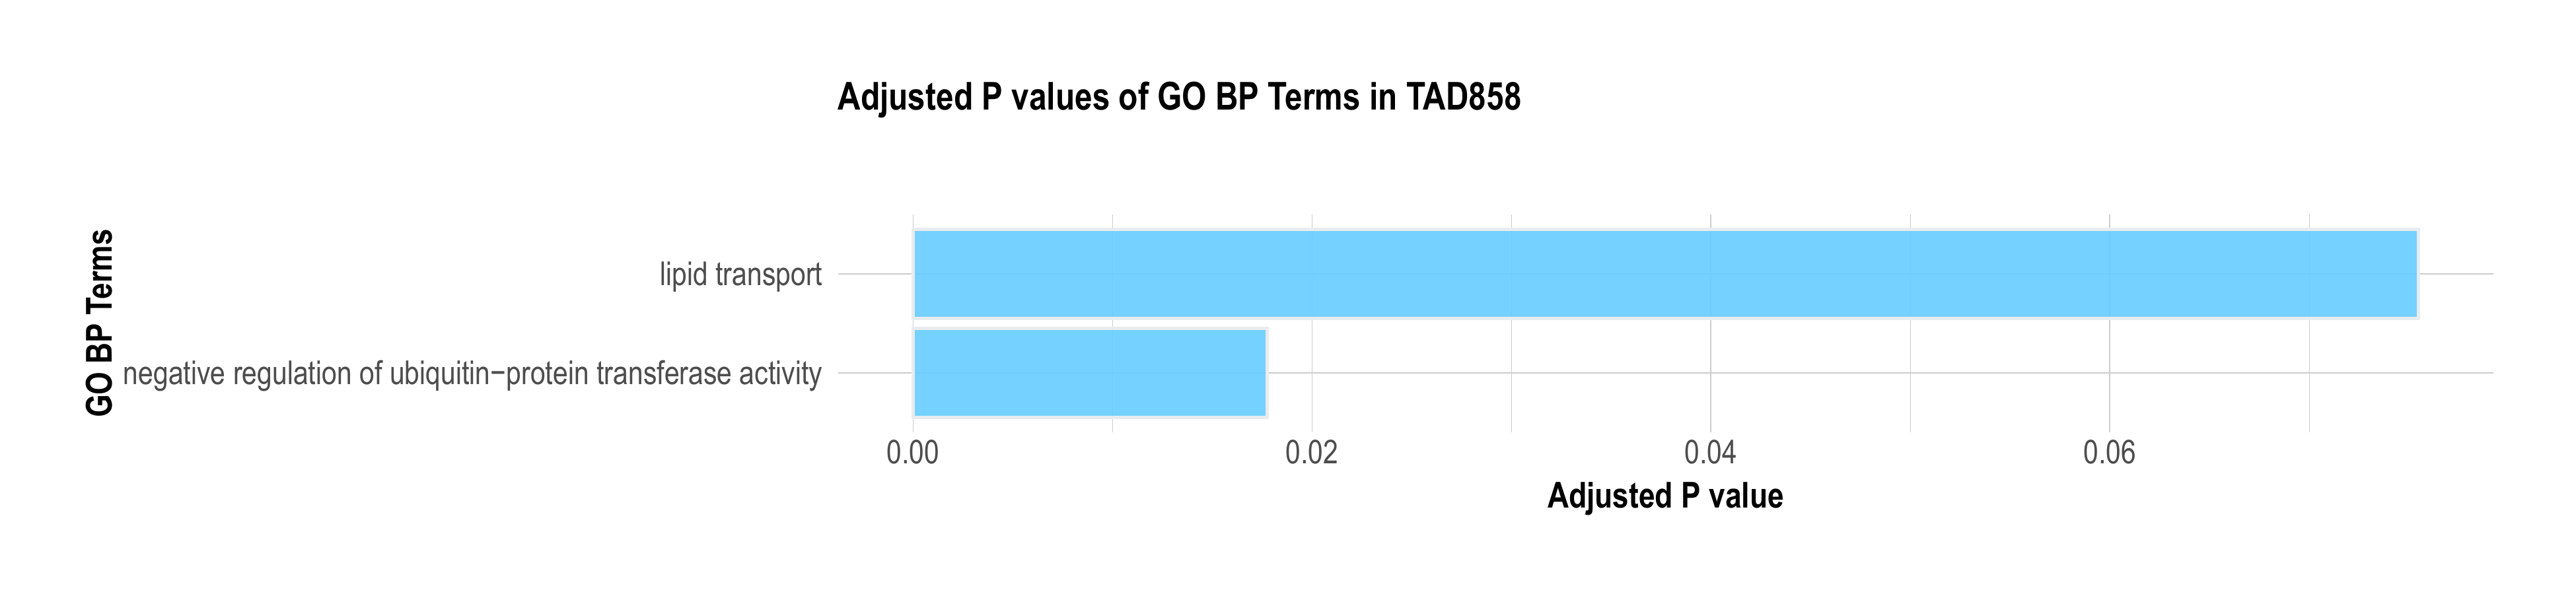 Adjusted P values of GO BP Terms in TAD858
GO BP Terms
lipid transport
negative regulation of ubiquitin−protein transferase activity
0.00
0.02
0.04
0.06
Adjusted P value